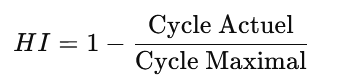 HI = 1 − Cycle Actuel / Cycle Maximal